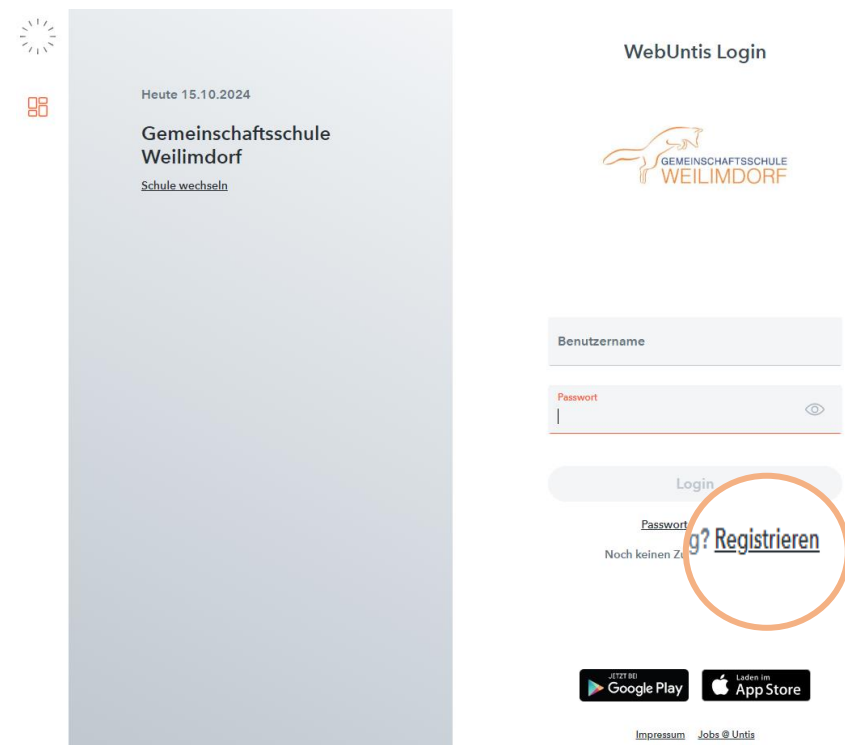 Heute 15.10.2024
Gemeinschaftsschule
Weilimdorf
Schule wechseln
WebUntis Login
GEMEINSCHAFTSSCHULE
WEILIMDORF
Benutzername
Passwort
Login
Passwort
Noch keinen Zu g? Registrieren
JETZT BEI
Google Play
Laden im
App Store
Impressum Jobs @ Untis